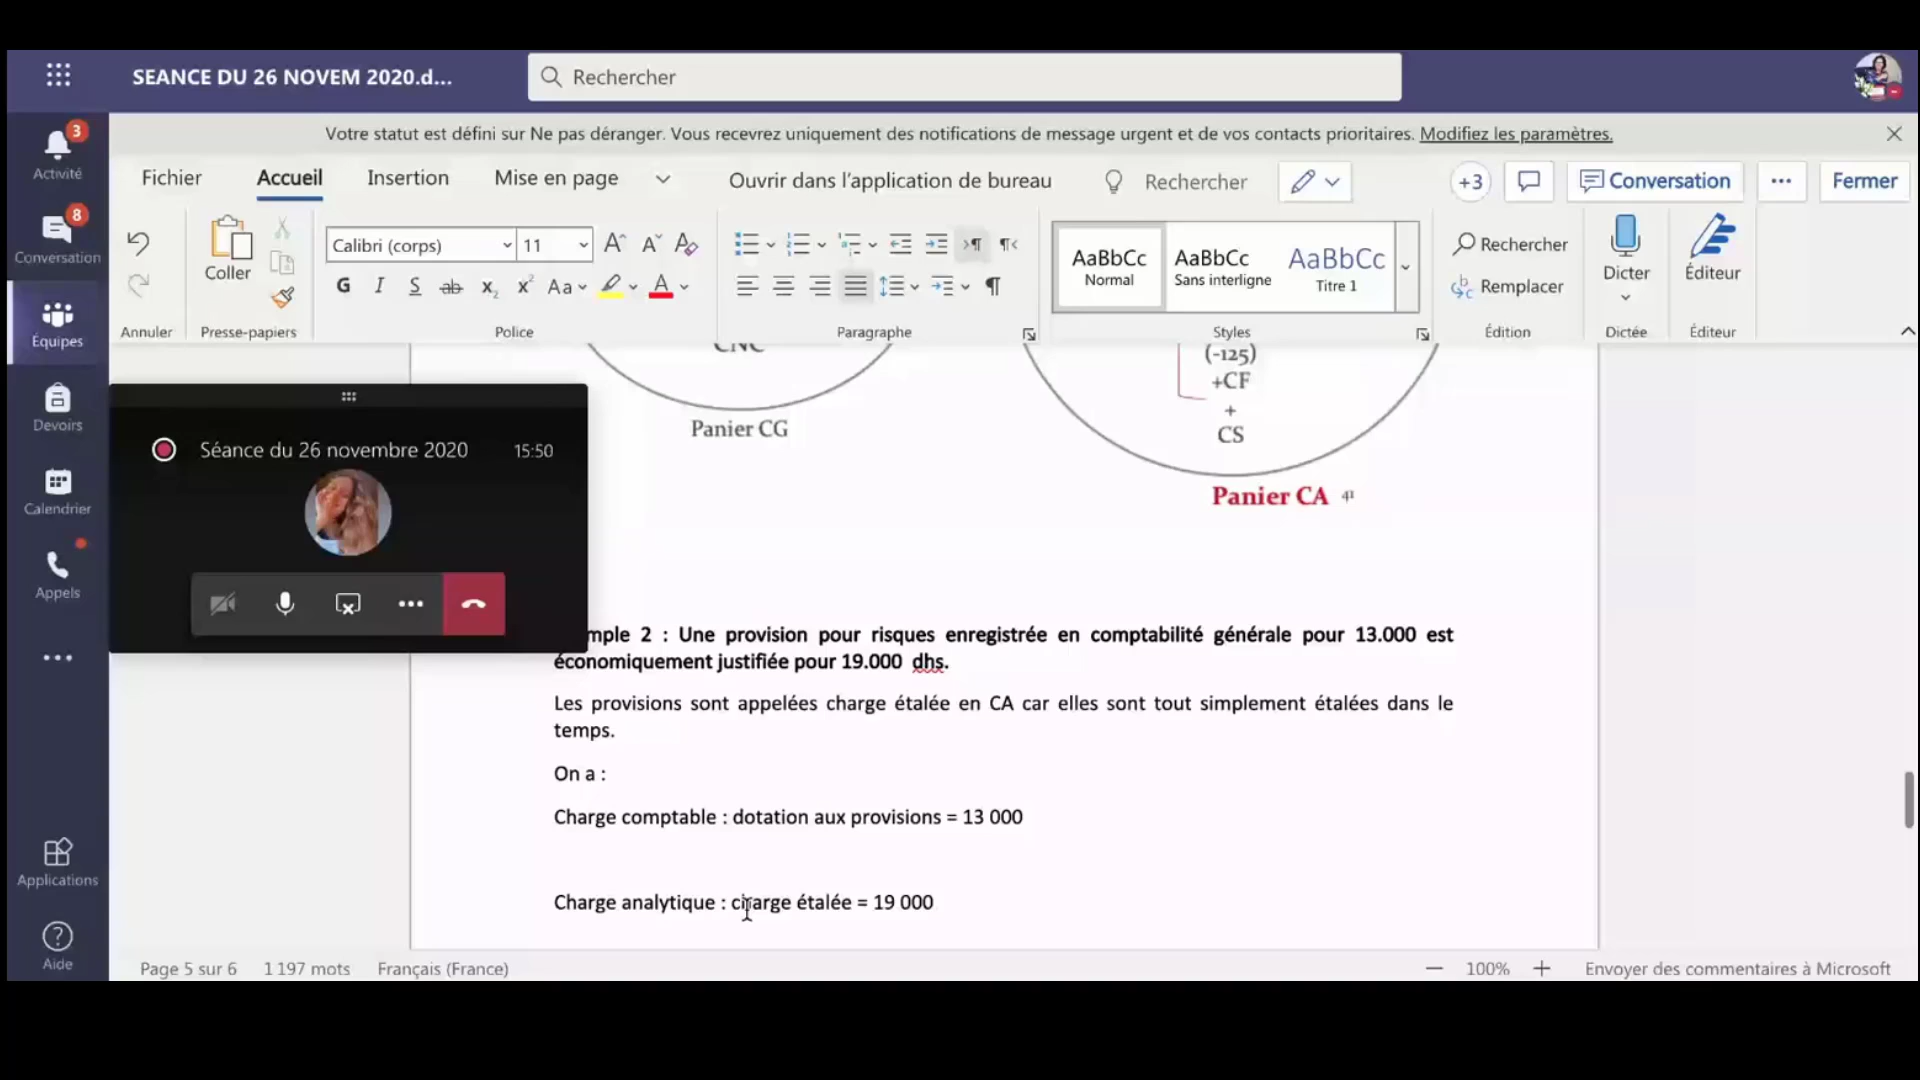 SEANCE DU 26 NOVEM 2020.d...
Rechercher
Votre statut est défini sur Ne pas déranger. Vous recevrez uniquement des notifications de message urgent et de vos contacts prioritaires. Modifiez les paramètres.
3
Activité
8
Conversation
Équipes
Devoirs
Calendrier
Appels
Applications
Aide
Fichier
Accueil
Insertion
Mise en page
Ouvrir dans l'application de bureau
Rechercher
+3
Conversation
Fermer
Coller
Calibri (corps)
11
G I S ab x₂ x² Aa A
AaBbCc
Normal
AaBbCc
Sans interligne
AaBbCc
Titre 1
Rechercher
Remplacer
Dicter
Éditeur
Annuler
Presse-papiers
Police
Paragraphe
Styles
Édition
Dictée
Éditeur
CNC
Panier CG
(-125)
+CF
+
CS
Panier CA 41
Séance du 26 novembre 2020 15:50
mple 2 : Une provision pour risques enregistrée en comptabilité générale pour 13.000 est
économiquement justifiée pour 19.000 dhs.
Les provisions sont appelées charge étalée en CA car elles sont tout simplement étalées dans le
temps.
On a :
Charge comptable : dotation aux provisions = 13 000
Charge analytique : charge étalée = 19 000
Page 5 sur 6
1 197 mots
Français (France)
100%
Envoyer des commentaires à Microsoft